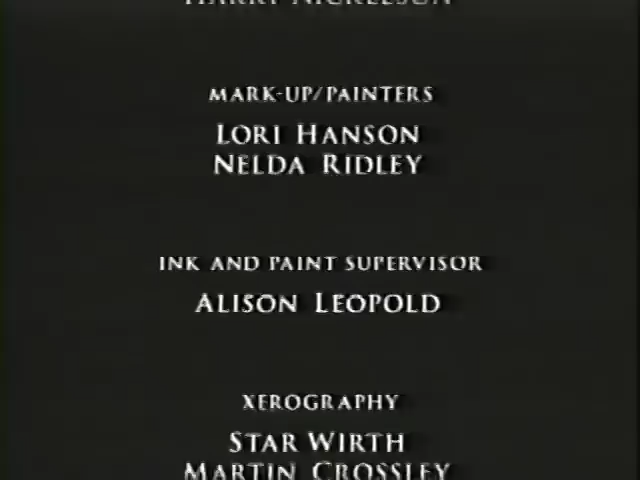 MARK-UP/PAINTERS
LORI HANSON
NELDA RIDLEY
INK AND PAINT SUPERVISOR
ALISON LEOPOLD
XEROGRAPHY
STAR WIRTH
MARTIN CROSSLEY